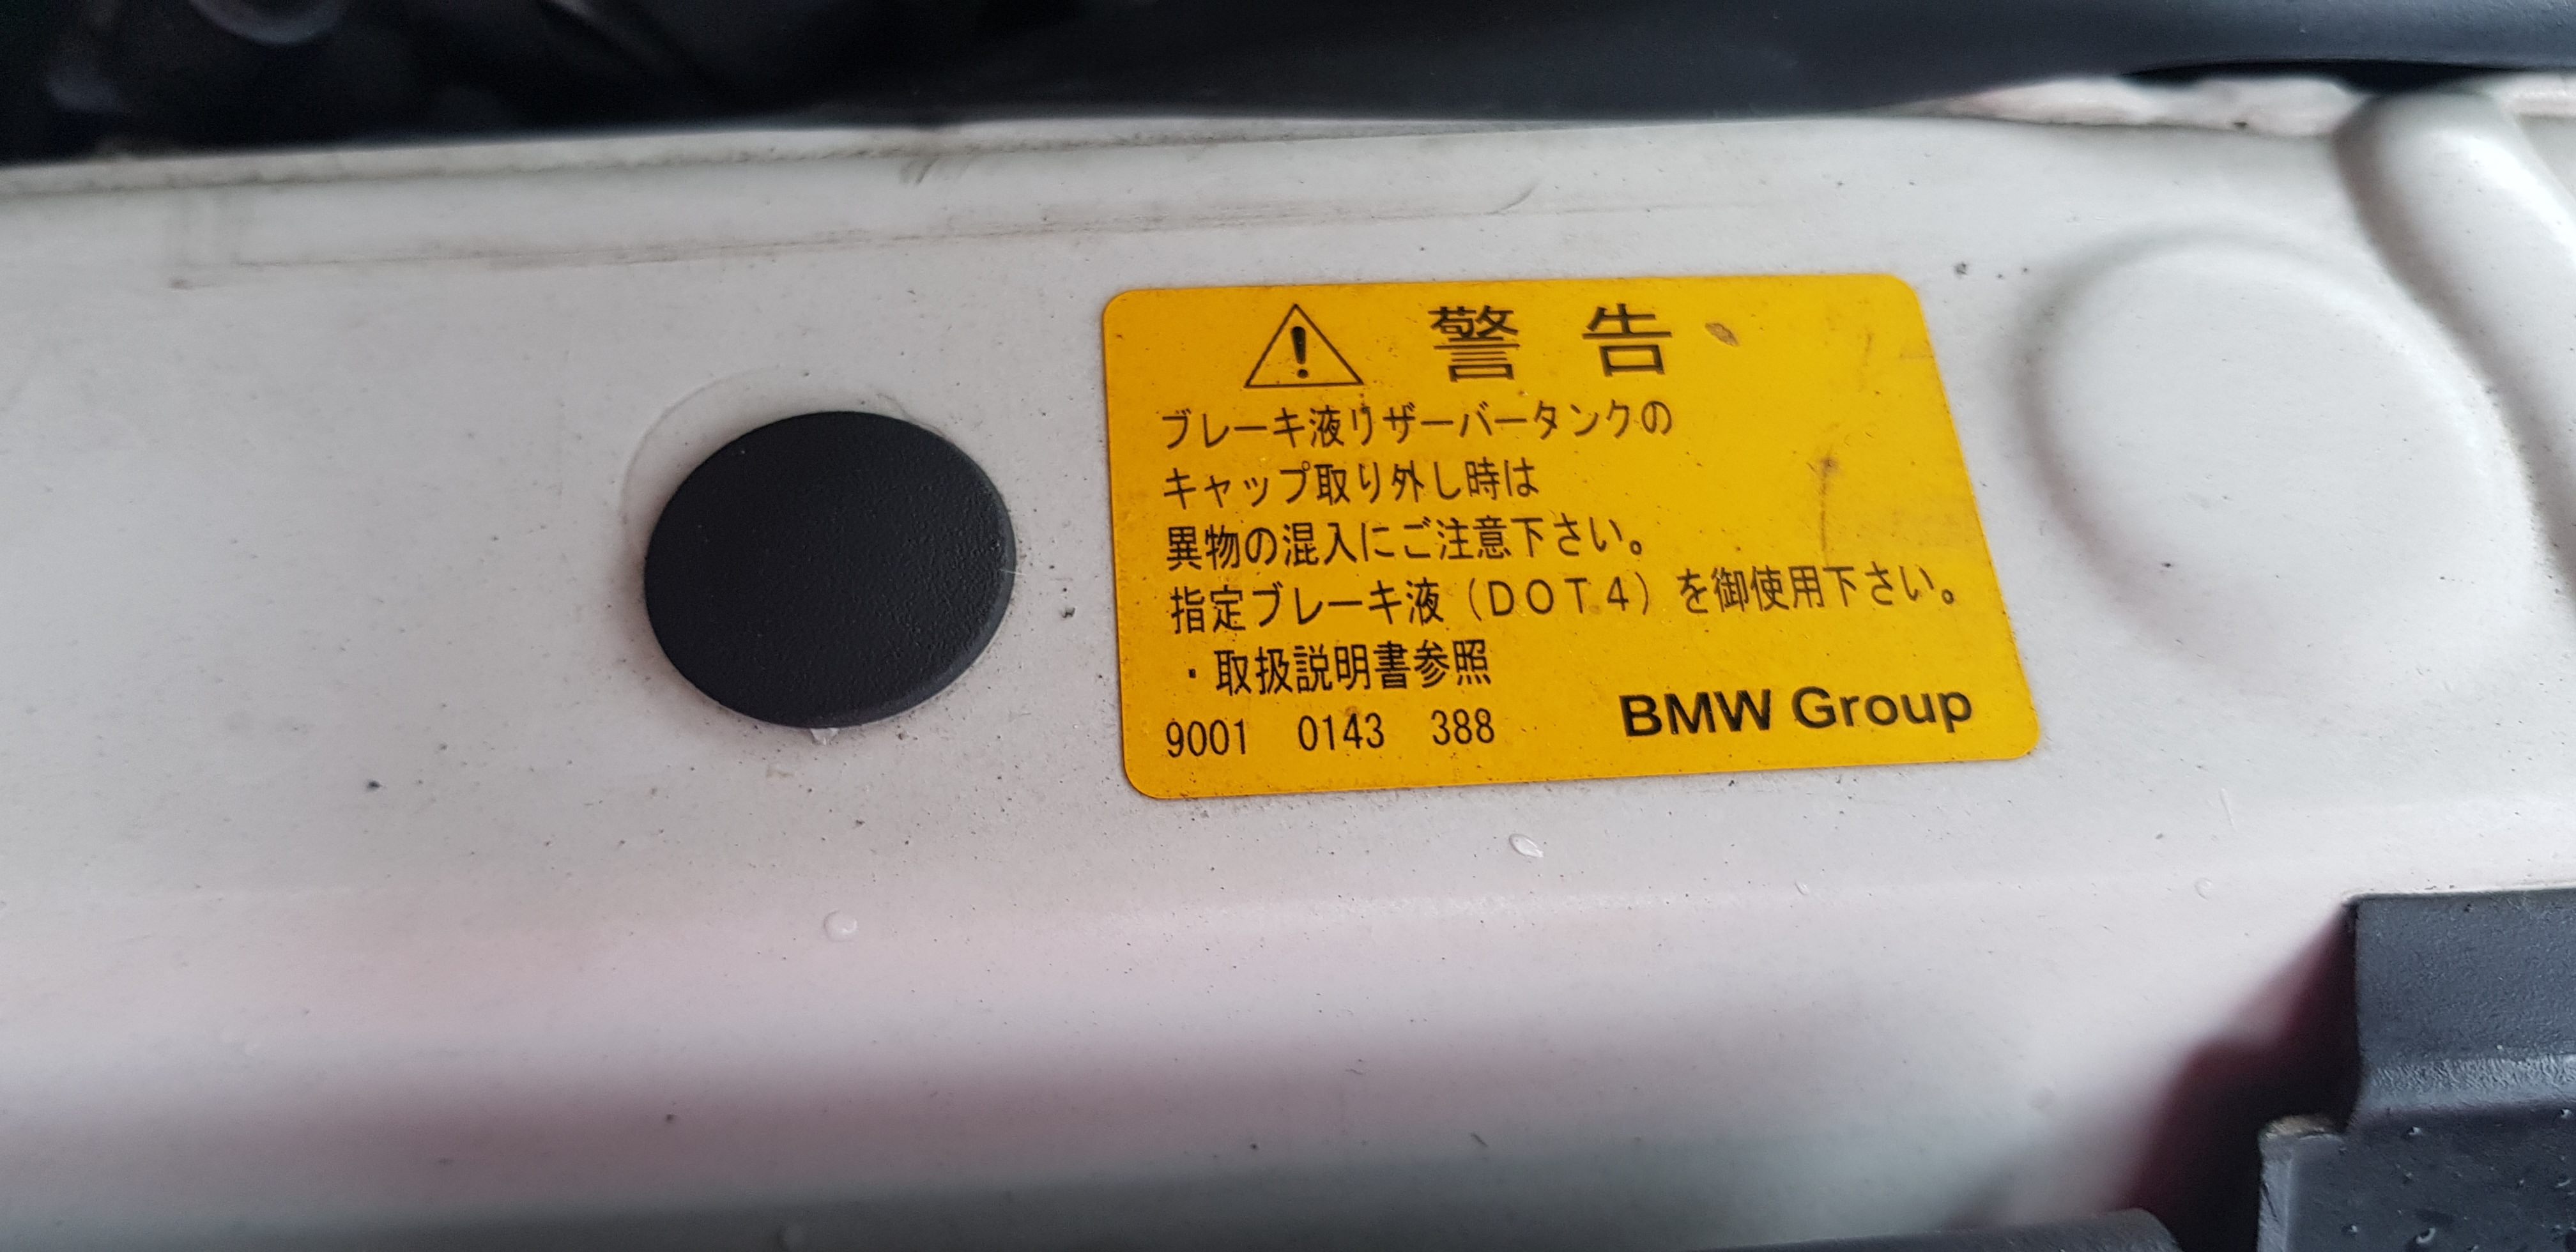 警告
ブレーキ液リザーバータンクの
キャップ取り外し時は
異物の混入にご注意下さい。
指定ブレーキ液（DOT4）を御使用下さい。
・取扱説明書参照
9001 0143 388
BMW Group